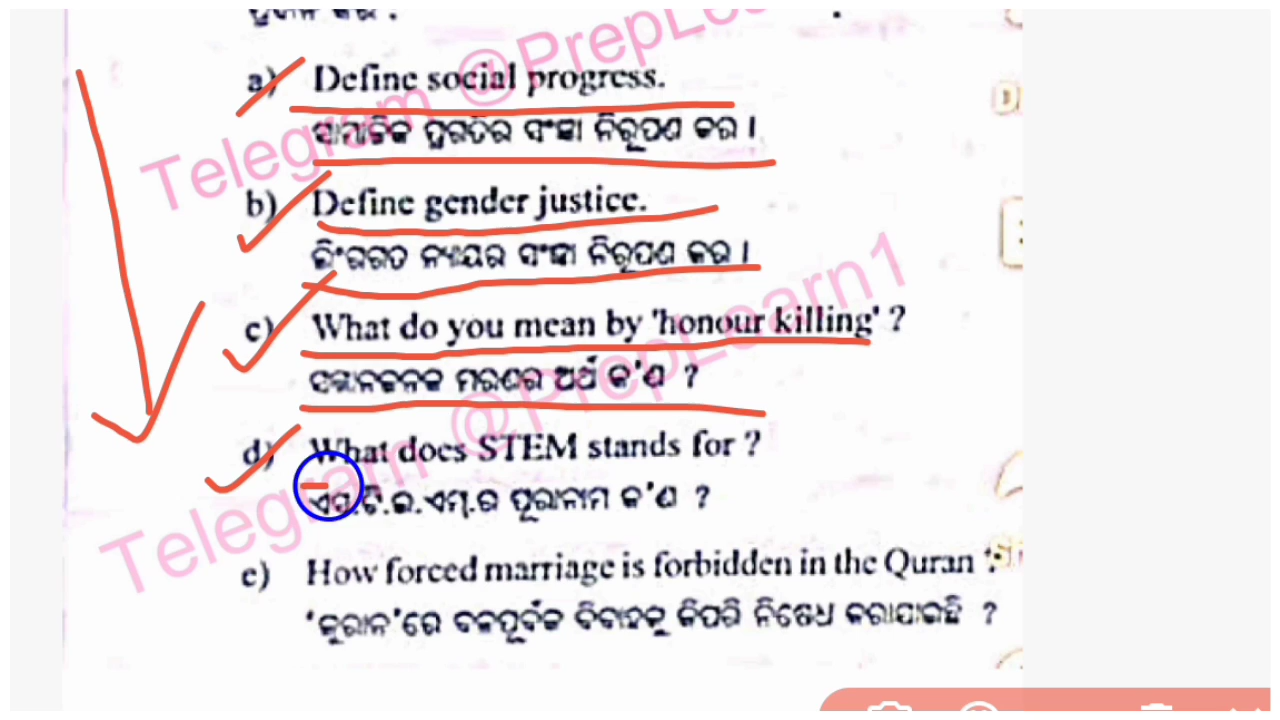 a) Define social progress.
ସାମାଜିକ ପ୍ରଗତିର ସଂଜ୍ଞା ନିରୂପଣ କର ।
b) Define gender justice.
ଲିଂଗଗତ ନ୍ୟାୟର ସଂଜ୍ଞା ନିରୂପଣ କର ।
c) What do you mean by 'honour killing' ?
ସମ୍ମାନଜନକ ମରଣର ଅର୍ଥ କ'ଣ ?
d) What does STEM stands for ?
ଏସ୍.ଟି.ଇ.ଏମ୍.ର ପୂରାନାମ କ'ଣ ?
e) How forced marriage is forbidden in the Quran ?
'କୁରାନ'ରେ ବଳପୂର୍ବକ ବିବାହକୁ କିପରି ନିଷେଧ କରାଯାଇଛି ?
Telegram @PrepLe
Telegram @PrepLearn1